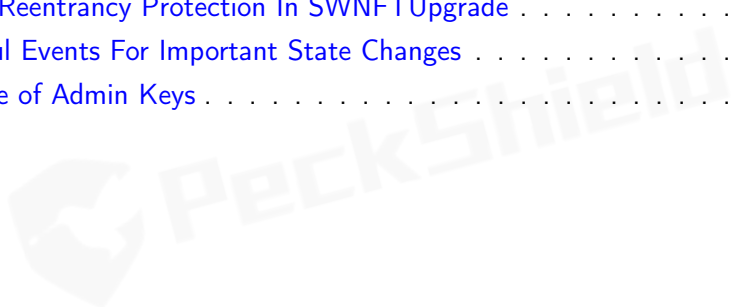 Reentrancy Protection In SWNFTUpgrade . . . . . . . . . .
l Events For Important State Changes . . . . . . . . . . . .
e of Admin Keys . . . . . . . . . . . . . . . . . . . . . . .
PeckShield